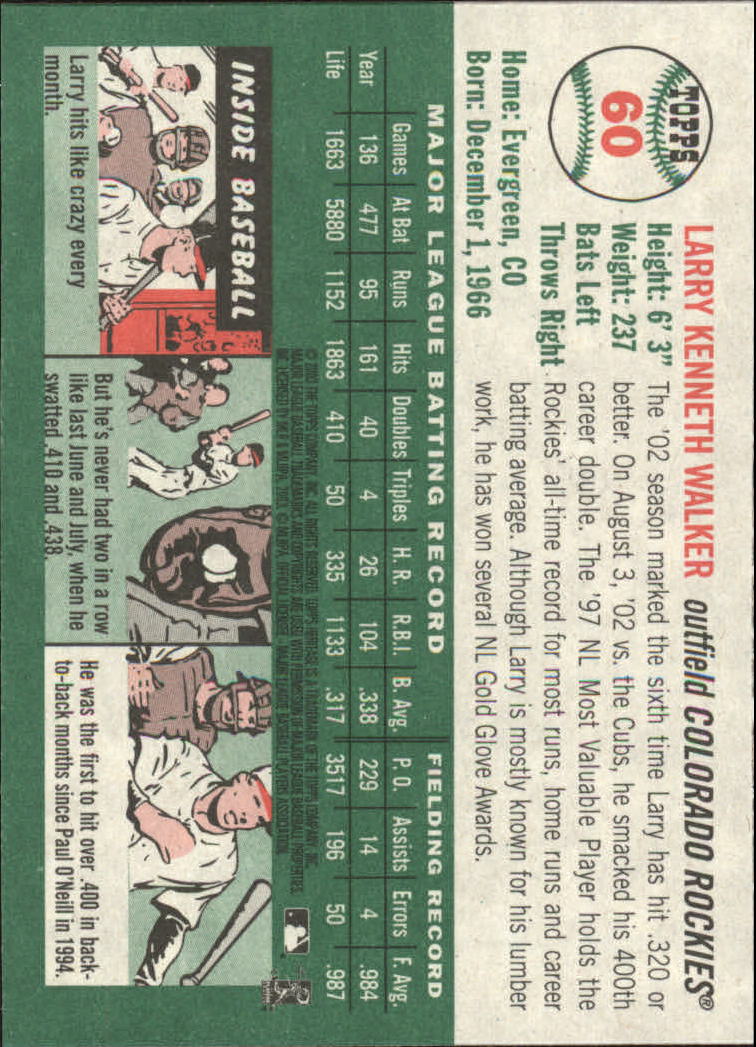 TOPPS
60
LARRY KENNETH WALKER outfield COLORADO ROCKIES®
Height: 6' 3"
Weight: 237
Bats Left
Throws Right
Home: Evergreen, CO
Born: December 1, 1966
The '02 season marked the sixth time Larry has hit .320 or
better. On August 3, '02 vs. the Cubs, he smacked his 400th
career double. The '97 NL Most Valuable Player holds the
Rockies' all-time record for most runs, home runs and career
batting average. Although Larry is mostly known for his lumber
work, he has won several NL Gold Glove Awards.
MAJOR LEAGUE BATTING RECORD FIELDING RECORD
Games At Bat Runs Hits Doubles Triples H. R. R.B.I. B. Avg. P. O. Assists Errors F. Avg.
Year 136 477 95 161 40 4 26 104 .338 229 14 4 .984
Life 1663 5880 1152 1863 410 50 335 1133 .317 3517 196 50 .987
INSIDE BASEBALL
Larry hits like crazy every
month.
But he's never had two in a row
like last June and July, when he
swatted .410 and .438.
He was the first to hit over .400 in back-
to-back months since Paul O'Neill in 1994.